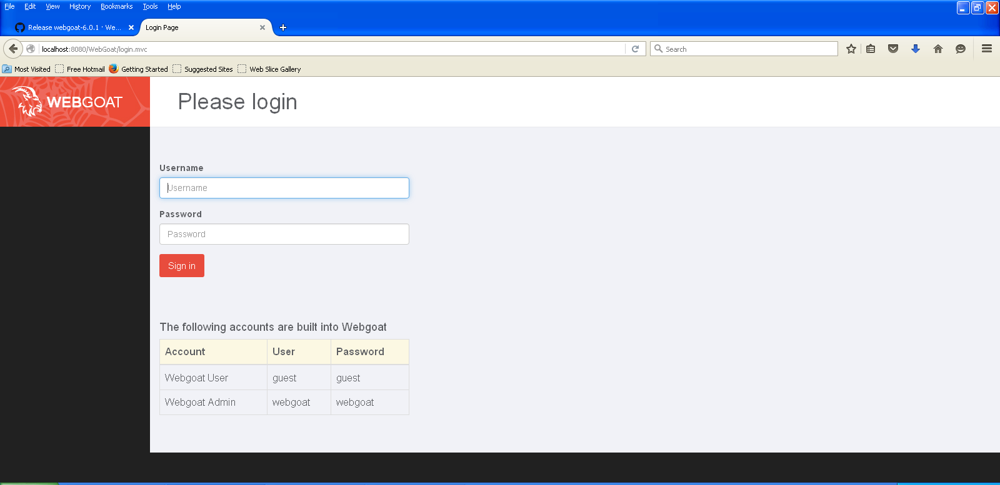 File Edit View History Bookmarks Tools Help
Release webgoat-6.0.1 · We... Login Page
localhost:8080/WebGoat/login.mvc Search
Most Visited Free Hotmail Getting Started Suggested Sites Web Slice Gallery
WEBGOAT Please login
Username
Username
Password
Password
Sign in
The following accounts are built into Webgoat
Account User Password
Webgoat User guest guest
Webgoat Admin webgoat webgoat